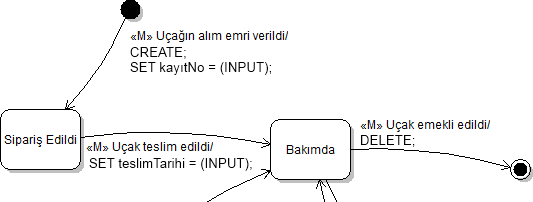 «M» Uçağın alım emri verildi/
CREATE;
SET kayıtNo = (INPUT);
Sipariş Edildi
«M» Uçak teslim edildi/
SET teslimTarihi = (INPUT);
Bakımda
«M» Uçak emekli edildi/
DELETE;